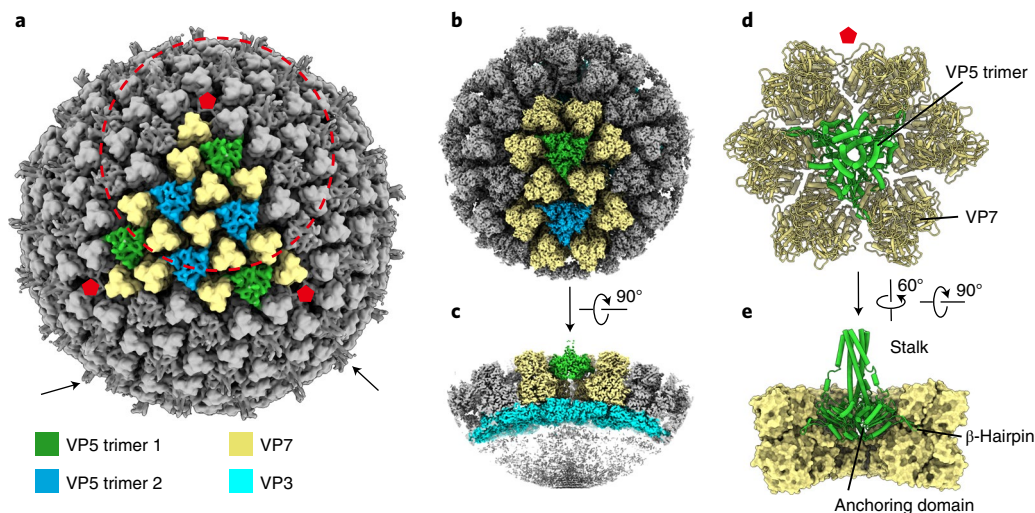 a
VP5 trimer 1
VP5 trimer 2
VP7
VP3
b
90°
c
d
VP5 trimer
VP7
60°
90°
e
Stalk
β-Hairpin
Anchoring domain